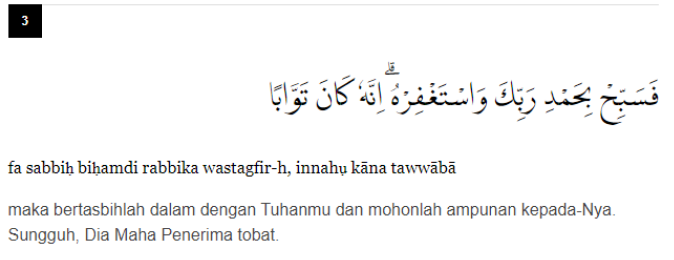 3
فَسَبِّحْ بِحَمْدِ رَبِّكَ وَاسْتَغْفِرْهُۗ اِنَّهٗ كَانَ تَوَّابًا
fa sabbiḥ biḥamdi rabbika wastagfir-h, innahụ kāna tawwābā
maka bertasbihlah dalam dengan Tuhanmu dan mohonlah ampunan kepada-Nya.
Sungguh, Dia Maha Penerima tobat.